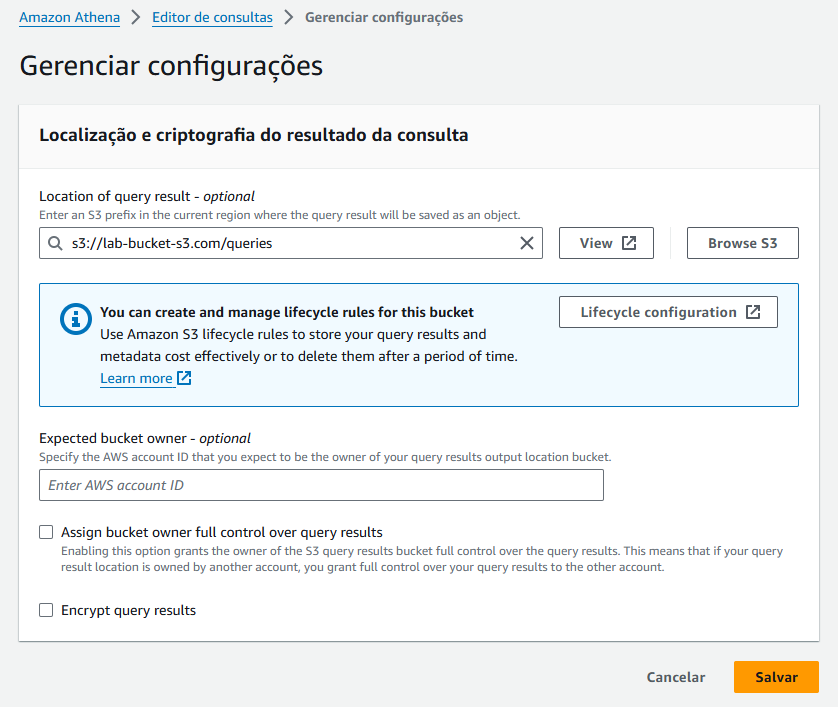 Amazon Athena > Editor de consultas > Gerenciar configurações
Gerenciar configurações
Localização e criptografia do resultado da consulta
Location of query result - optional
Enter an S3 prefix in the current region where the query result will be saved as an object.
s3://lab-bucket-s3.com/queries
View
Browse S3
You can create and manage lifecycle rules for this bucket
Use Amazon S3 lifecycle rules to store your query results and
metadata cost effectively or to delete them after a period of time.
Learn more
Lifecycle configuration
Expected bucket owner - optional
Specify the AWS account ID that you expect to be the owner of your query results output location bucket.
Enter AWS account ID
Assign bucket owner full control over query results
Enabling this option grants the owner of the S3 query results bucket full control over the query results. This means that if your query
result location is owned by another account, you grant full control over your query results to the other account.
Encrypt query results
Cancelar
Salvar